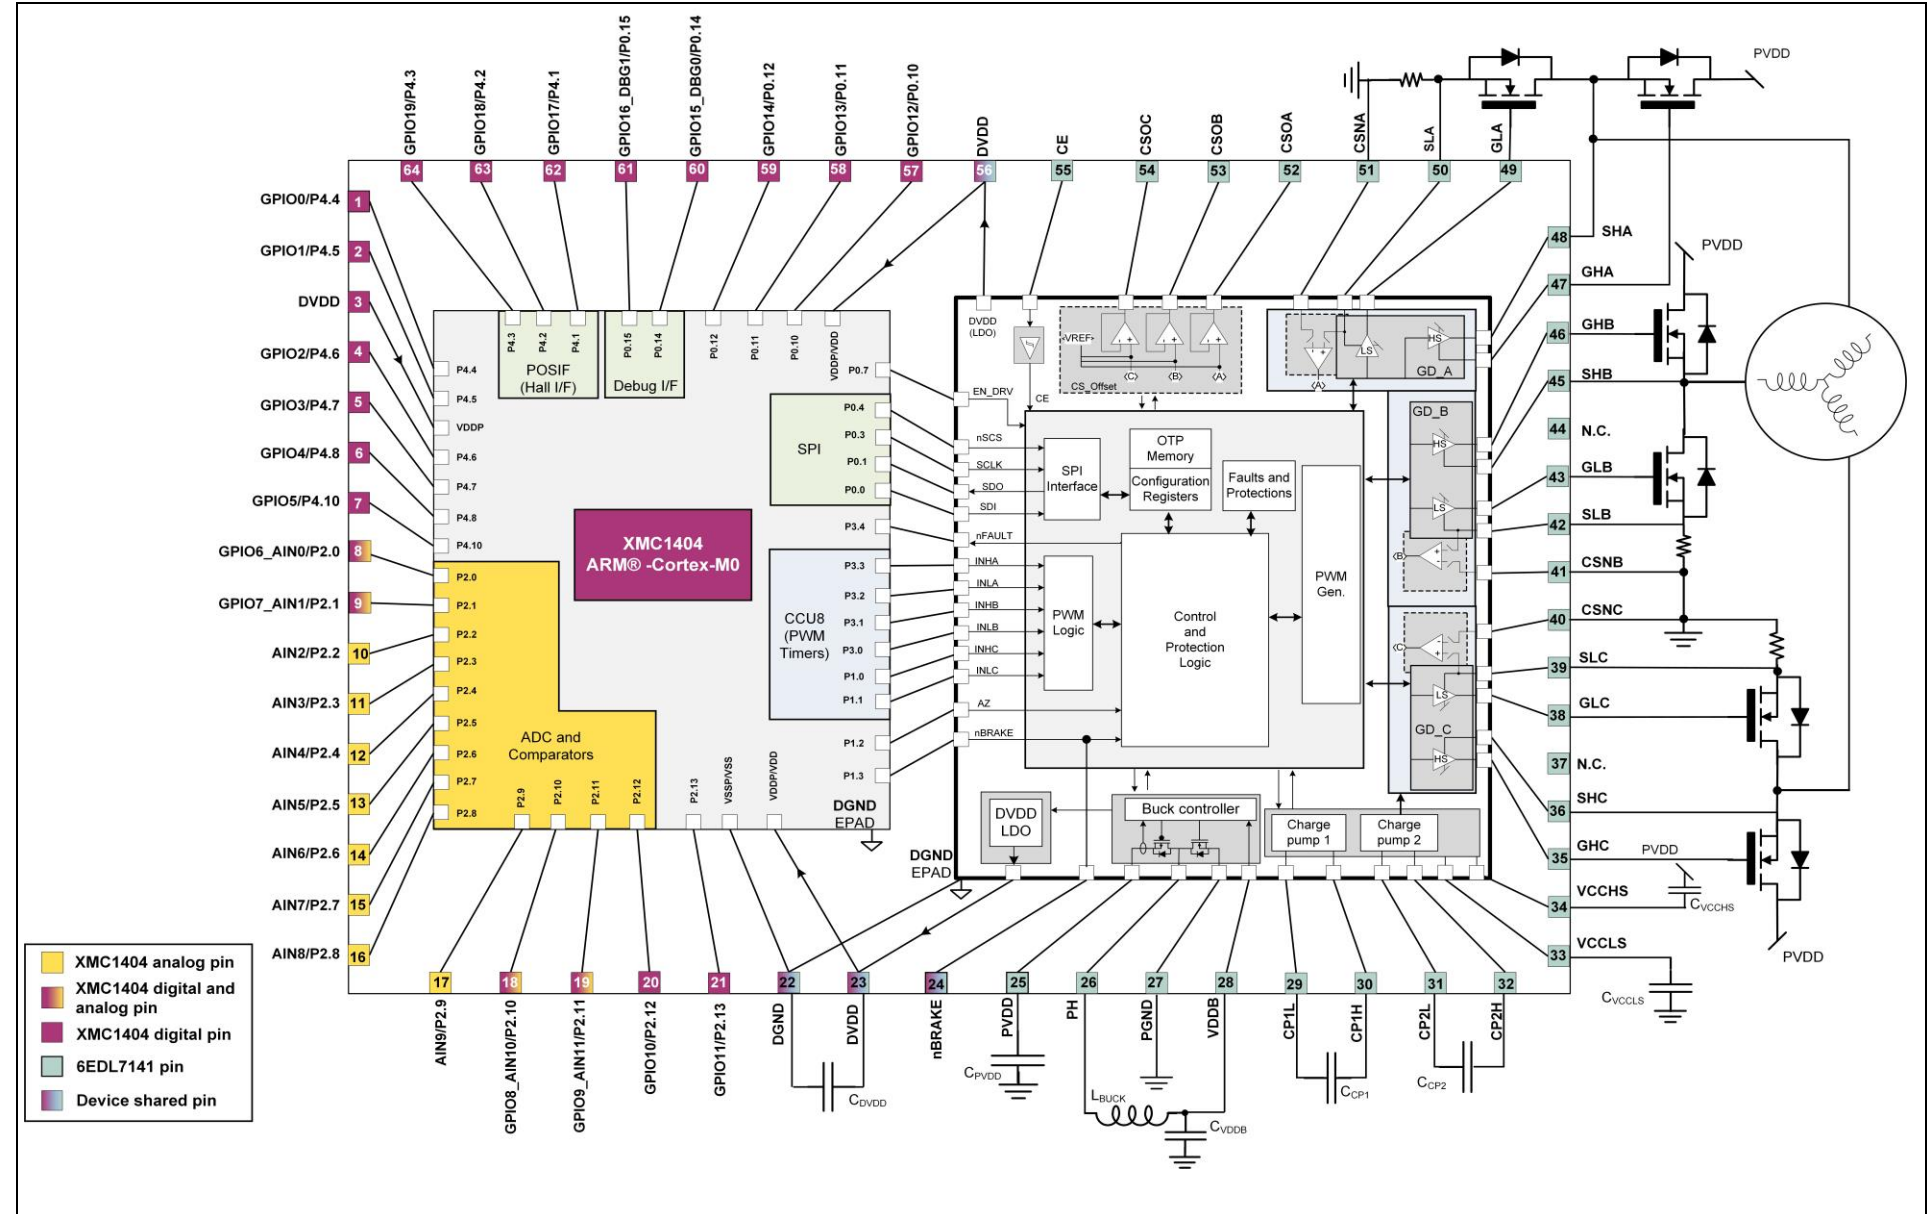 GPIO19/P4.3
GPIO18/P4.2
GPIO17/P4.1
GPIO16_DBG1/P0.15
GPIO15_DBG0/P0.14
GPIO14/P0.12
GPIO13/P0.11
GPIO12/P0.10
DVDD
CE
CSOC
CSOB
CSOA
CSNA
SLA
GLA
PVDD
64
63
62
61
60
59
58
57
56
55
54
53
52
51
50
49
GPIO0/P4.4
1
GPIO1/P4.5
2
DVDD
3
GPIO2/P4.6
4
GPIO3/P4.7
5
GPIO4/P4.8
6
GPIO5/P4.10
7
GPIO6_AIN0/P2.0
8
GPIO7_AIN1/P2.1
9
AIN2/P2.2
10
AIN3/P2.3
11
AIN4/P2.4
12
AIN5/P2.5
13
AIN6/P2.6
14
AIN7/P2.7
15
AIN8/P2.8
16
P4.3
P4.2
P4.1
POSIF
(Hall I/F)
P0.15
P0.14
Debug I/F
P0.12
P0.11
P0.10
VDDP/VDD
P4.4
P4.5
VDDP
P4.6
P4.7
P4.8
P4.10
P2.0
P2.1
P2.2
P2.3
P2.4
P2.5
P2.6
P2.7
P2.8
ADC and
Comparators
P2.9
P2.10
P2.11
P2.12
P2.13
VSSP/VSS
VDDP/VDD
DGND
EPAD
XMC1404
ARM® -Cortex-M0
SPI
P0.7
P0.4
P0.3
P0.1
P0.0
P3.4
CCU8
(PWM
Timers)
P3.3
P3.2
P3.1
P3.0
P1.0
P1.1
P1.2
P1.3
DVDD
(LDO)
EN_DRV
CE
nSCS
SCLK
SDO
SDI
nFAULT
INHA
INLA
INHB
INLB
INHC
INLC
AZ
nBRAKE
VREF
CS_Offset
(C)
(B)
(A)
(A)
LS
HS
GD_A
GD_B
HS
LS
(B)
(C)
LS
GD_C
HS
SPI
Interface
OTP
Memory
Configuration
Registers
Faults and
Protections
PWM
Logic
Control
and
Protection
Logic
PWM
Gen.
DVDD
LDO
Buck controller
Charge
pump 1
Charge
pump 2
DGND
EPAD
48
SHA
47
GHA
PVDD
46
GHB
45
SHB
44
N.C.
43
GLB
42
SLB
41
CSNB
40
CSNC
39
SLC
38
GLC
37
N.C.
36
SHC
35
GHC
PVDD
34
VCCHS
CVCCHS
33
VCCLS
CVCCLS
PVDD
17
18
19
20
21
22
23
24
25
26
27
28
29
30
31
32
AIN9/P2.9
GPIO8_AIN10/P2.10
GPIO9_AIN11/P2.11
GPIO10/P2.12
GPIO11/P2.13
DGND
DVDD
nBRAKE
PVDD
PH
PGND
VDDB
CP1L
CP1H
CP2L
CP2H
CDVDD
CPVDD
LBUCK
CVDDB
CCP1
CCP2
XMC1404 analog pin
XMC1404 digital and
analog pin
XMC1404 digital pin
6EDL7141 pin
Device shared pin